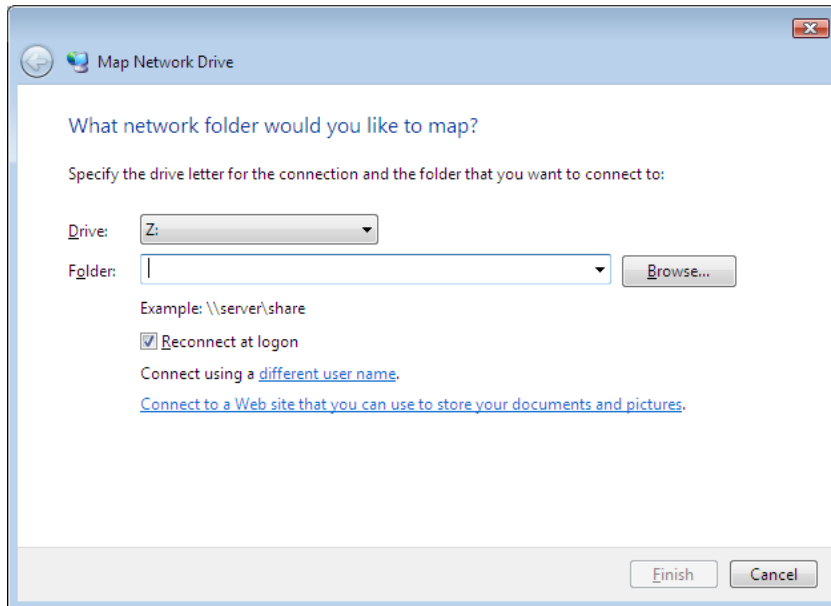 Map Network Drive
What network folder would you like to map?
Specify the drive letter for the connection and the folder that you want to connect to:
Drive: Z:
Folder: Browse...
Example: \\server\share
Reconnect at logon
Connect using a different user name.
Connect to a Web site that you can use to store your documents and pictures.
Finish Cancel